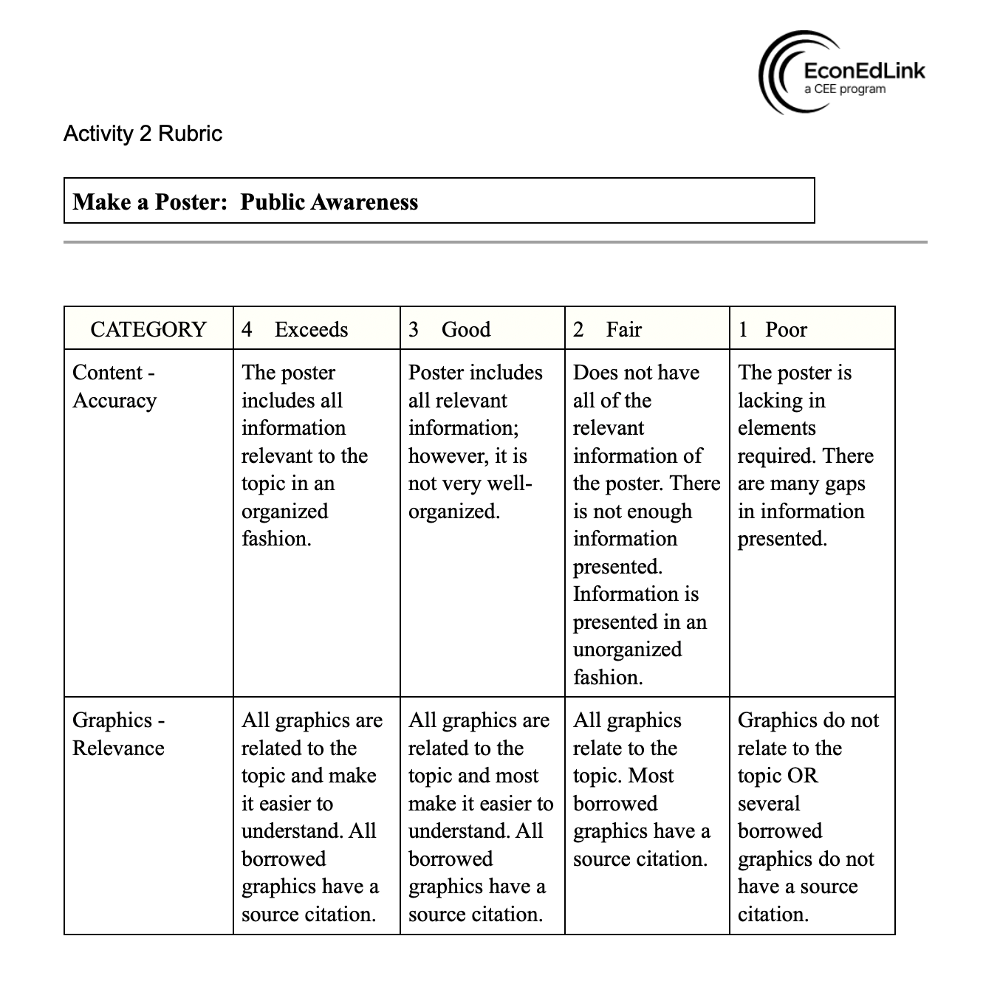 EconEdLink
a CEE program
Activity 2 Rubric
Make a Poster:  Public Awareness
CATEGORY
4    Exceeds
3    Good
2    Fair
1   Poor
Content -
Accuracy
The poster
includes all
information
relevant to the
topic in an
organized
fashion.
Poster includes
all relevant
information;
however, it is
not very well-
organized.
Does not have
all of the
relevant
information of
the poster. There
is not enough
information
presented.
Information is
presented in an
unorganized
fashion.
The poster is
lacking in
elements
required. There
are many gaps
in information
presented.
Graphics -
Relevance
All graphics are
related to the
topic and make
it easier to
understand. All
borrowed
graphics have a
source citation.
All graphics are
related to the
topic and most
make it easier to
understand. All
borrowed
graphics have a
source citation.
All graphics
relate to the
topic. Most
borrowed
graphics have a
source citation.
Graphics do not
relate to the
topic OR
several
borrowed
graphics do not
have a source
citation.